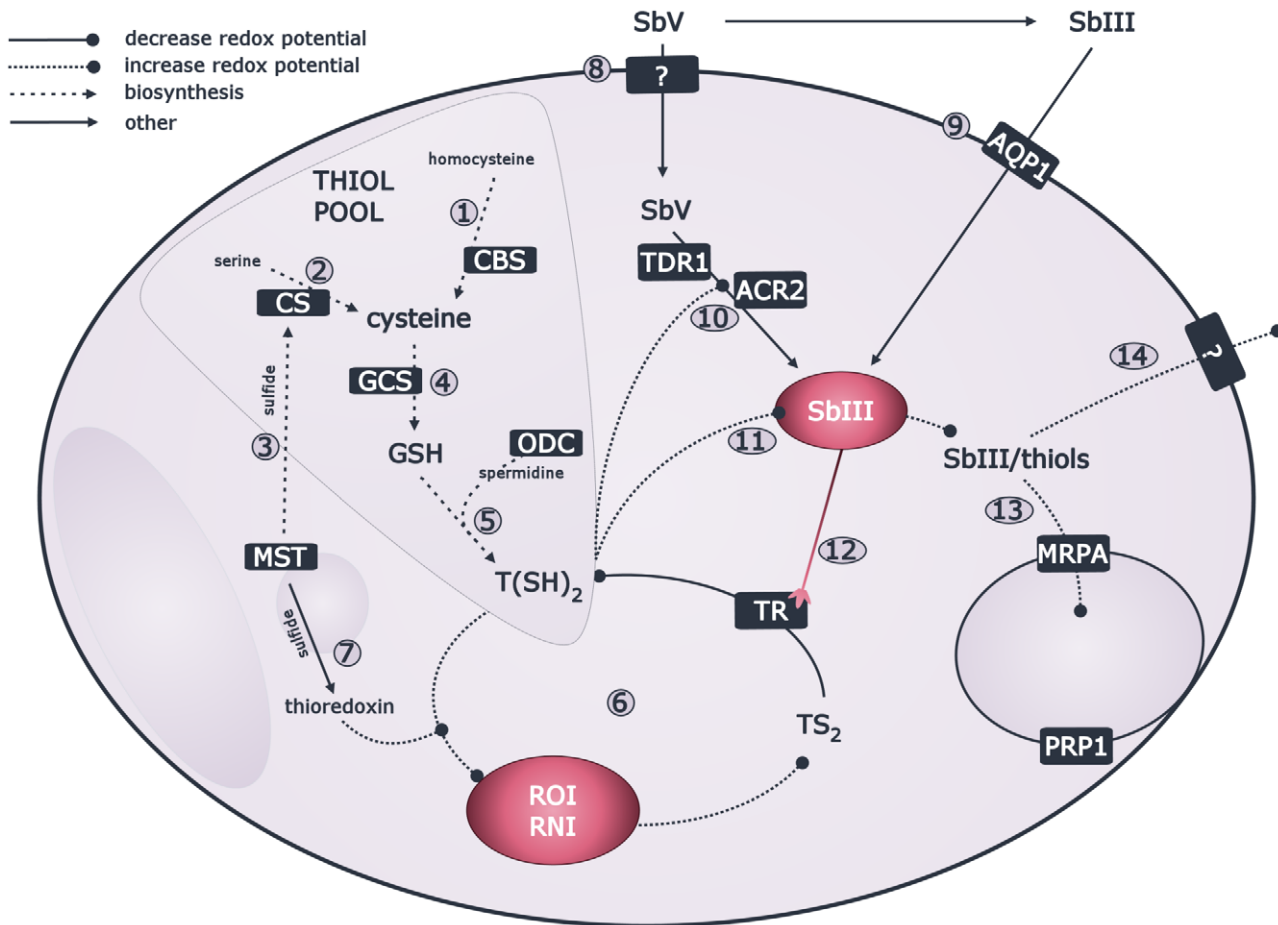 SbV
SbIII
decrease redox potential
increase redox potential
biosynthesis
other
8
?
9
AQP1
homocysteine
THIOL
POOL
1
SbV
serine
2
CBS
TDR1
CS
ACR2
cysteine
10
?
14
sulfide
GCS
4
SbIII
3
11
GSH
ODC
spermidine
SbIII/thiols
5
13
MST
12
MRPA
T(SH)2
TR
sulfide
7
thioredoxin
6
TS2
PRP1
ROI
RNI